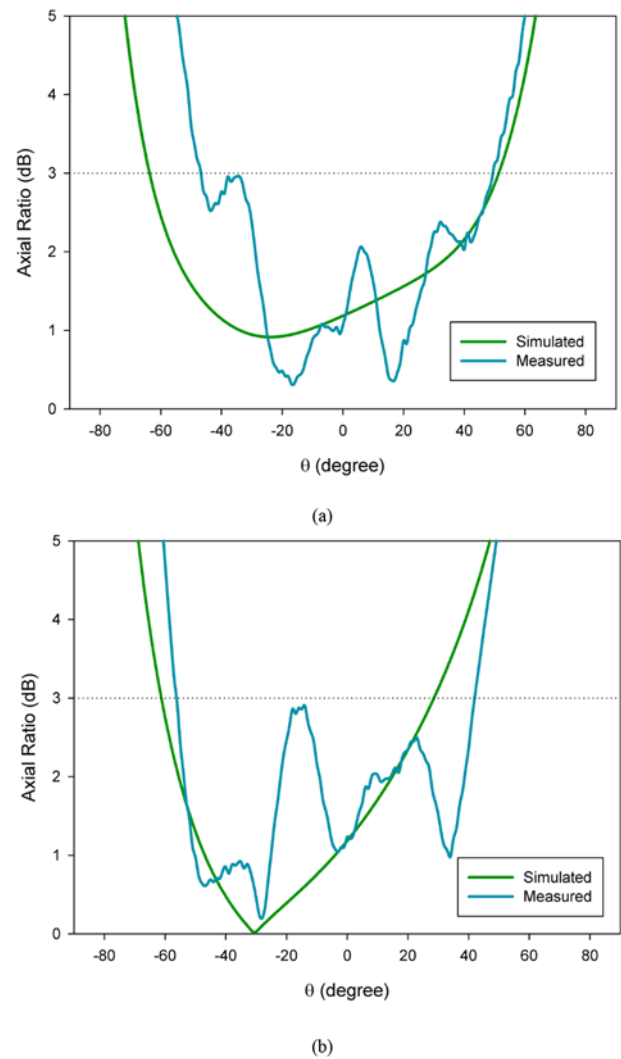 5
4
3
2
1
0
Axial Ratio (dB)
Simulated
Measured
-80 -60 -40 -20 0 20 40 60 80
θ (degree)
(a)
5
4
3
2
1
0
Axial Ratio (dB)
Simulated
Measured
-80 -60 -40 -20 0 20 40 60 80
θ (degree)
(b)